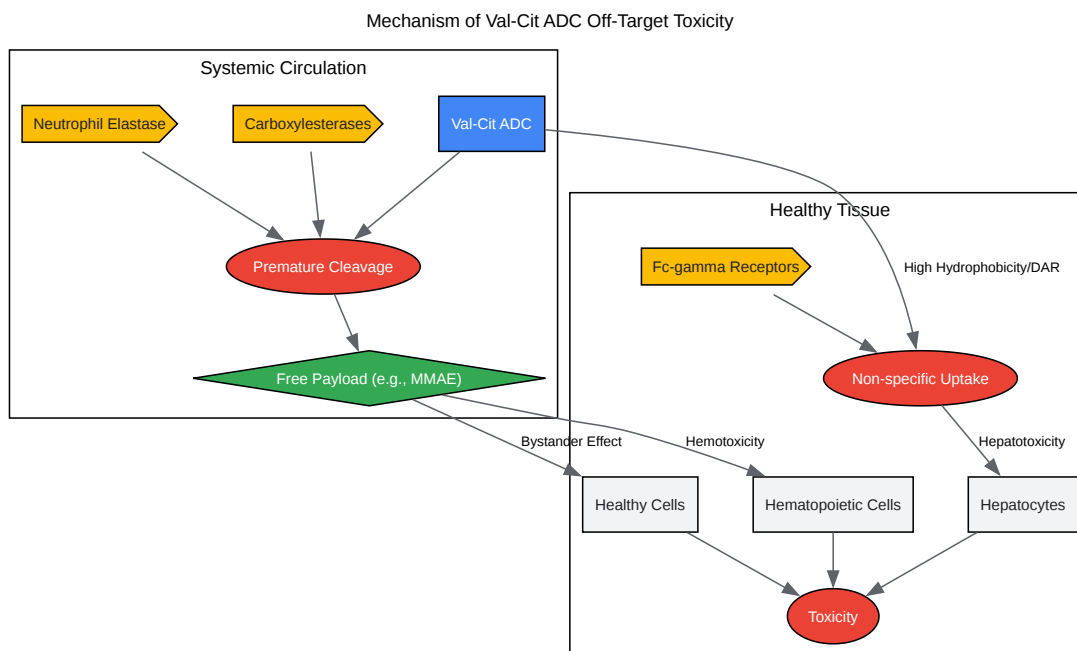 Mechanism of Val-Cit ADC Off-Target Toxicity
Systemic Circulation
Neutrophil Elastase
Carboxylesterases
Val-Cit ADC
Healthy Tissue
Premature Cleavage
Fc-gamma Receptors
High Hydrophobicity/DAR
Free Payload (e.g., MMAE)
Non-specific Uptake
Bystander Effect
Hemotoxicity
Hepatotoxicity
Healthy Cells
Hematopoietic Cells
Hepatocytes
Toxicity